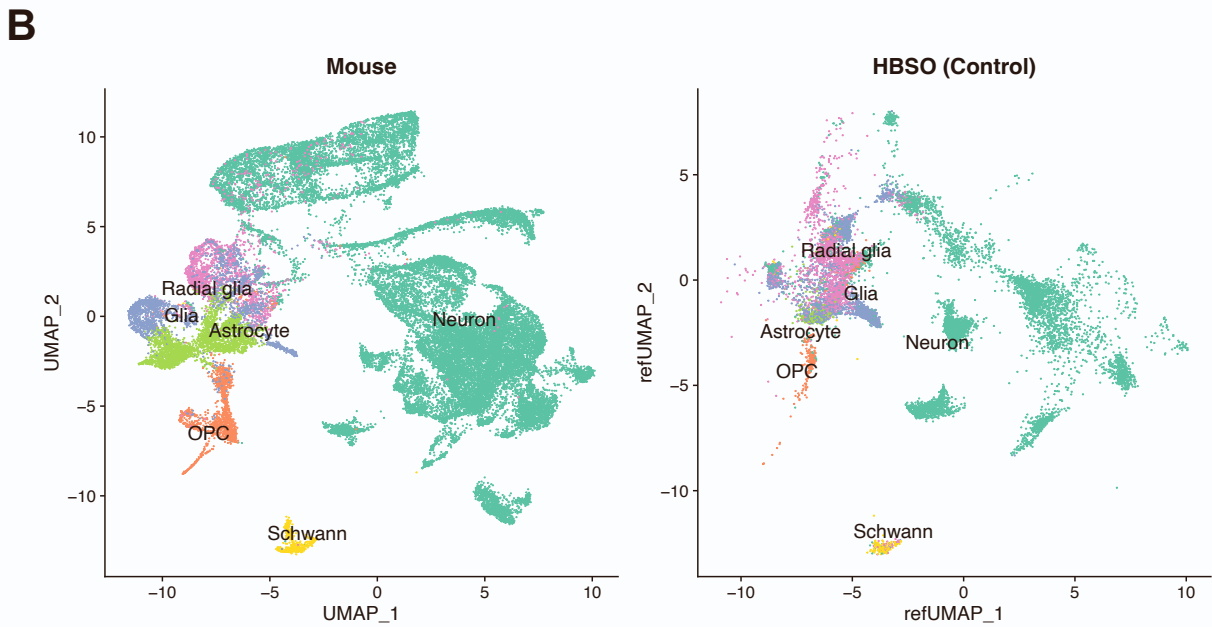 B
Mouse
HBSO (Control)
10
5
0
−5
−10
UMAP_2
Radial glia
Glia
Astrocyte
Neuron
OPC
Schwann
−10
−5
0
5
10
UMAP_1
5
0
−5
−10
refUMAP_2
Radial glia
Glia
Astrocyte
Neuron
OPC
Schwann
−10
−5
0
5
10
refUMAP_1